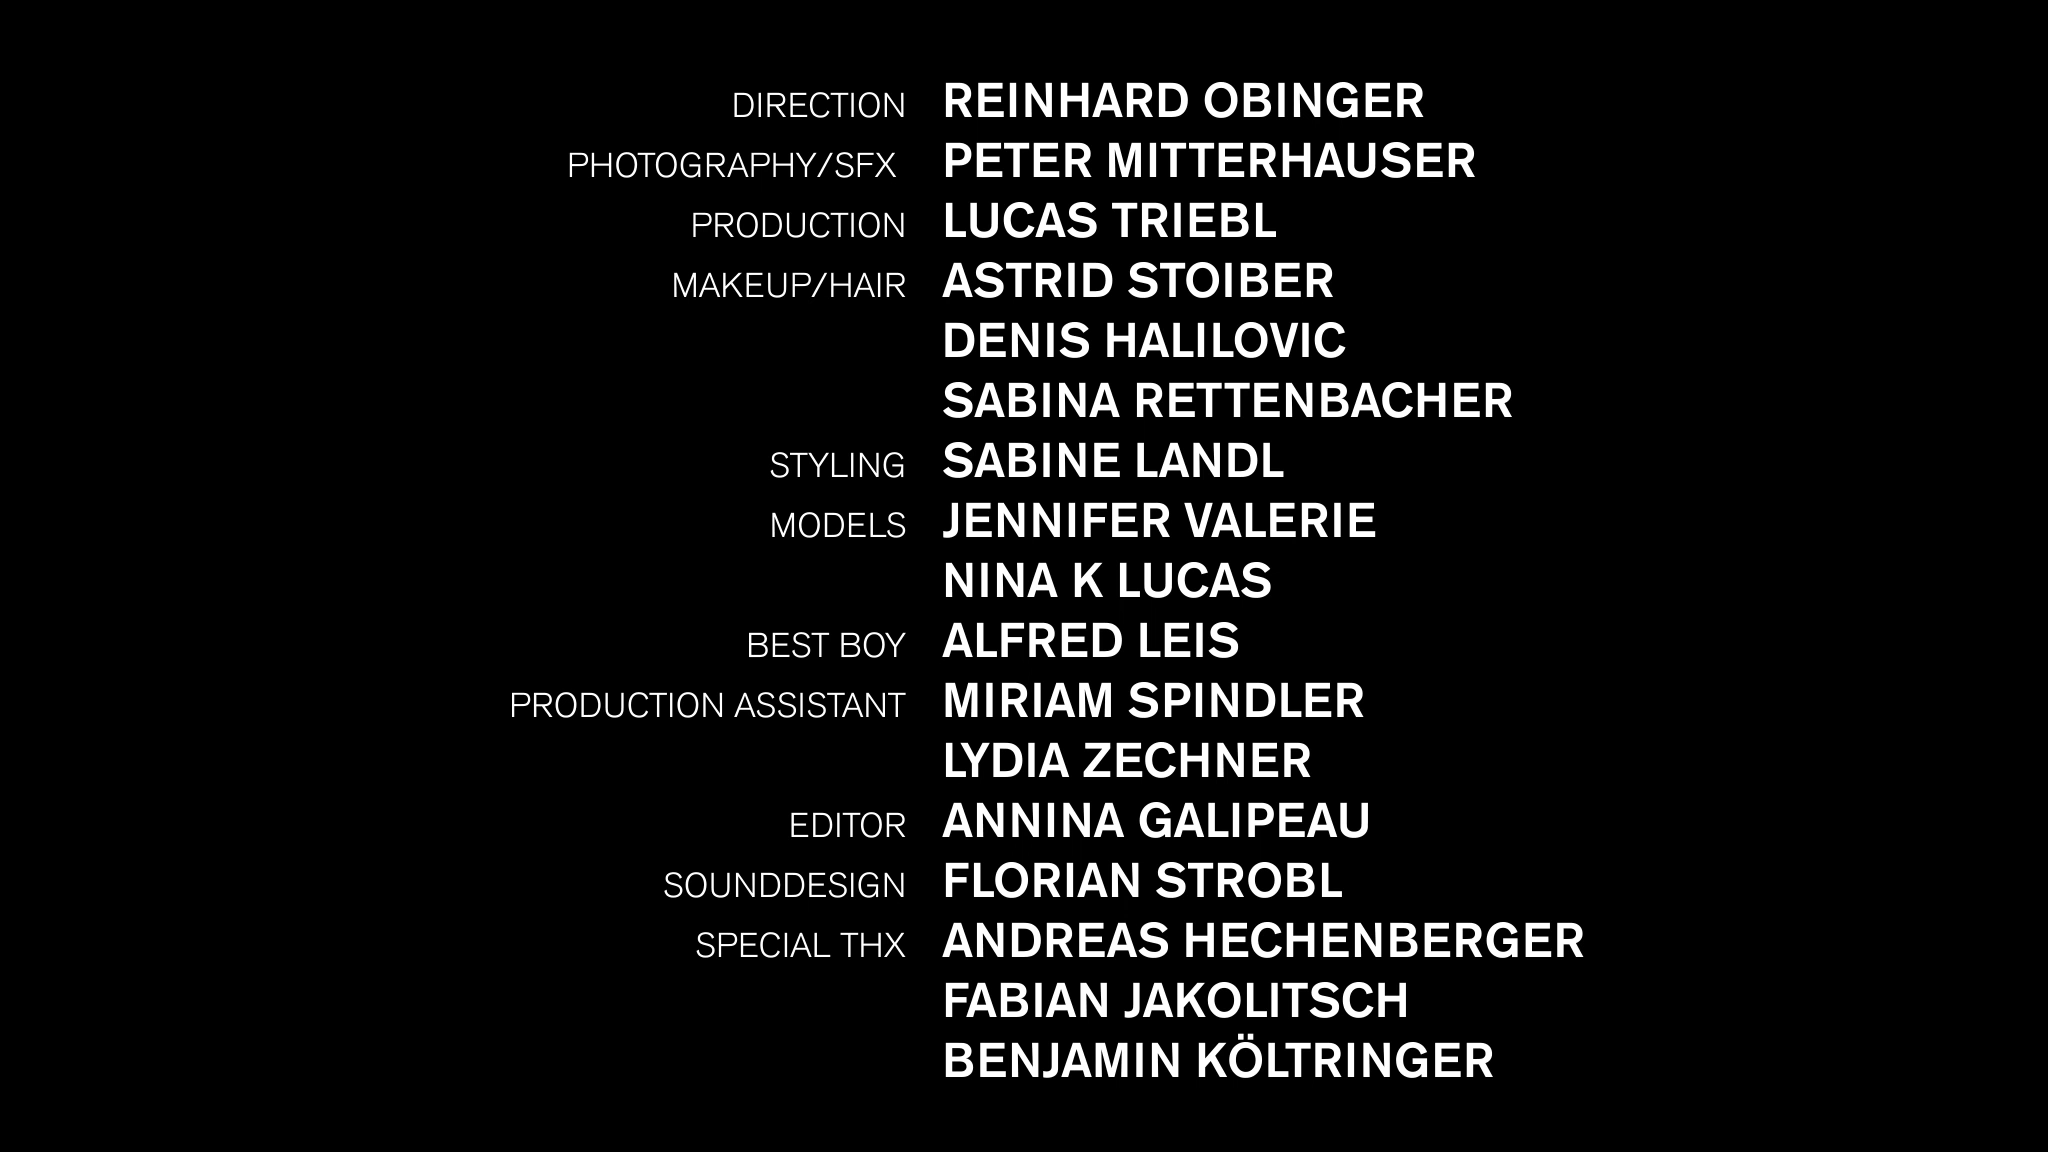 DIRECTION REINHARD OBINGER
PHOTOGRAPHY/SFX PETER MITTERHAUSER
PRODUCTION LUCAS TRIEBL
MAKEUP/HAIR ASTRID STOIBER
DENIS HALILOVIC
SABINA RETTENBACHER
STYLING SABINE LANDL
MODELS JENNIFER VALERIE
NINA K LUCAS
BEST BOY ALFRED LEIS
PRODUCTION ASSISTANT MIRIAM SPINDLER
LYDIA ZECHNER
EDITOR ANNINA GALIPEAU
SOUNDDESIGN FLORIAN STROBL
SPECIAL THX ANDREAS HECHENBERGER
FABIAN JAKOLITSCH
BENJAMIN KÖLTRINGER